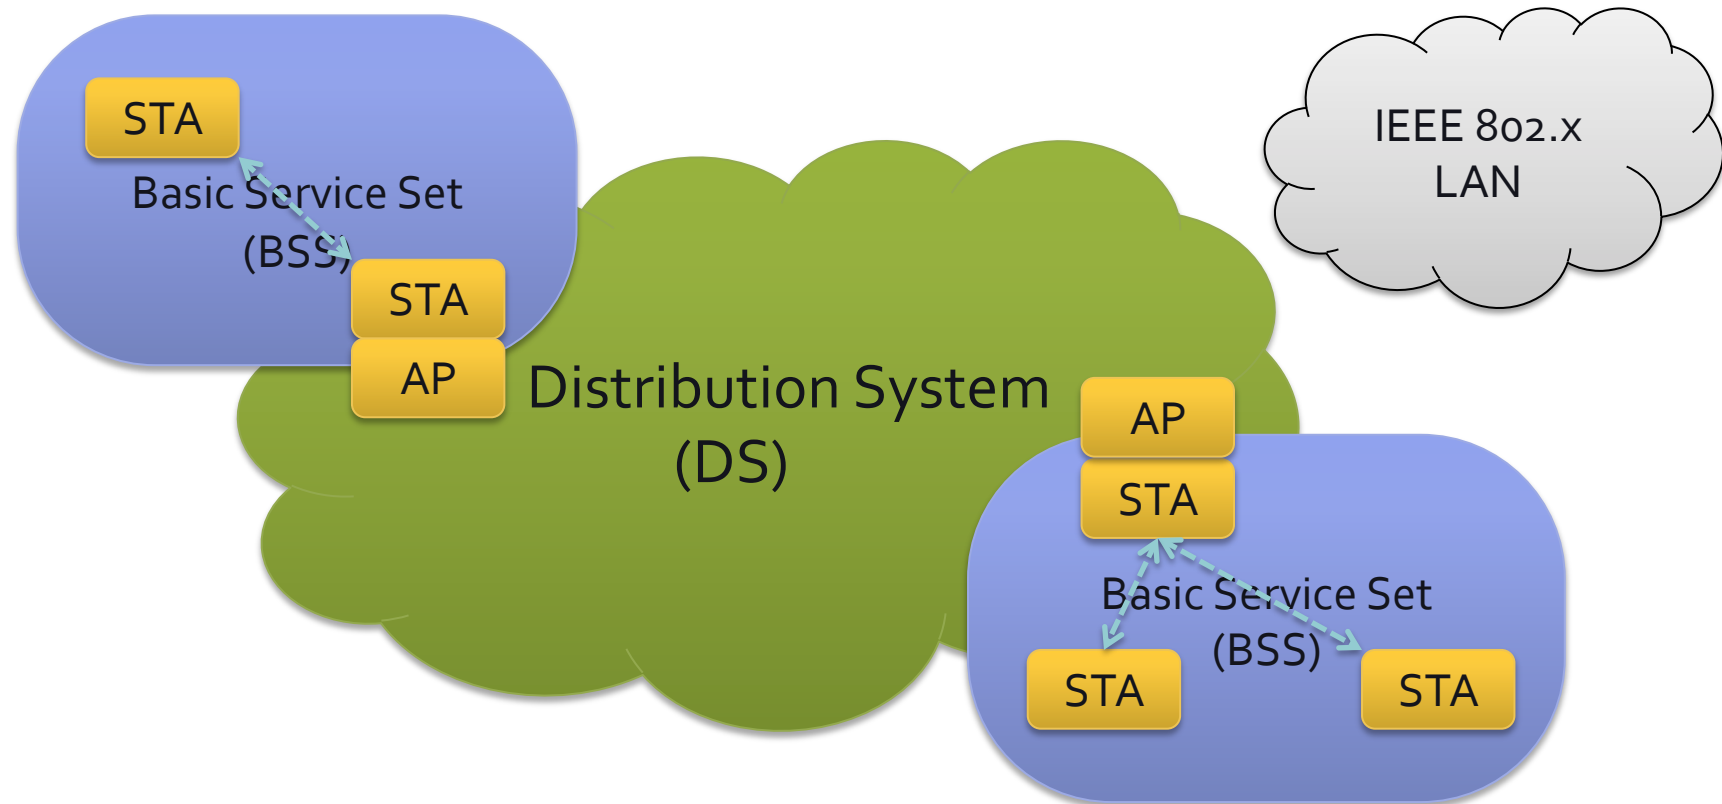 STA
Basic Service Set
(BSS)
STA
AP
IEEE 802.x
LAN
Distribution System
(DS)
AP
STA
Basic Service Set
(BSS)
STA
STA